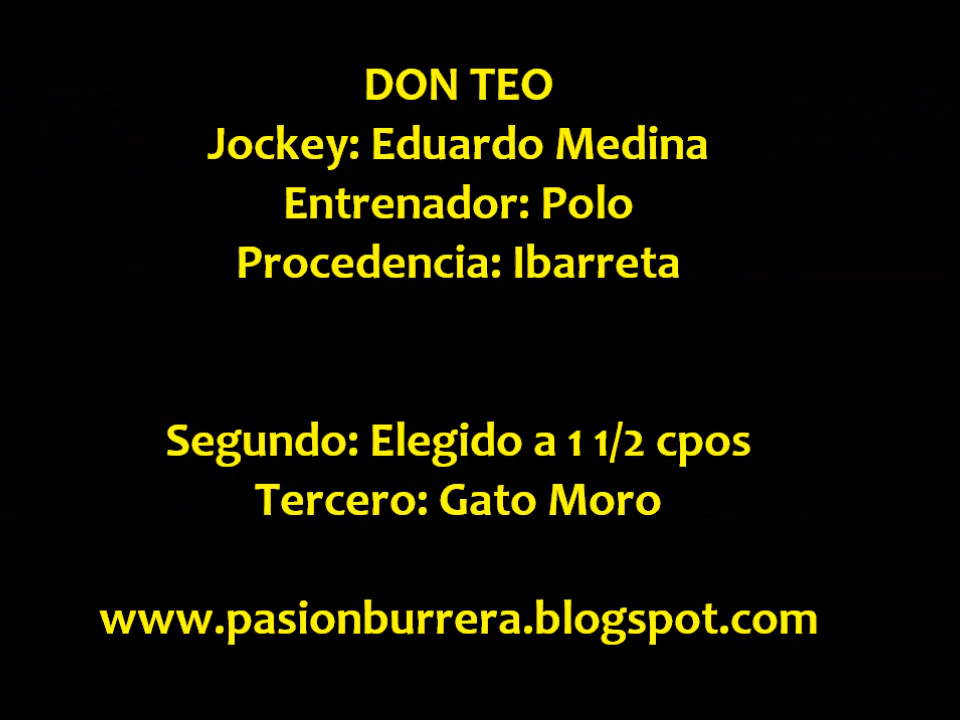 DON TEO
Jockey: Eduardo Medina
Entrenador: Polo
Procedencia: Ibarreta
Segundo: Elegido a 1 1/2 cpos
Tercero: Gato Moro
www.pasionburrera.blogspot.com